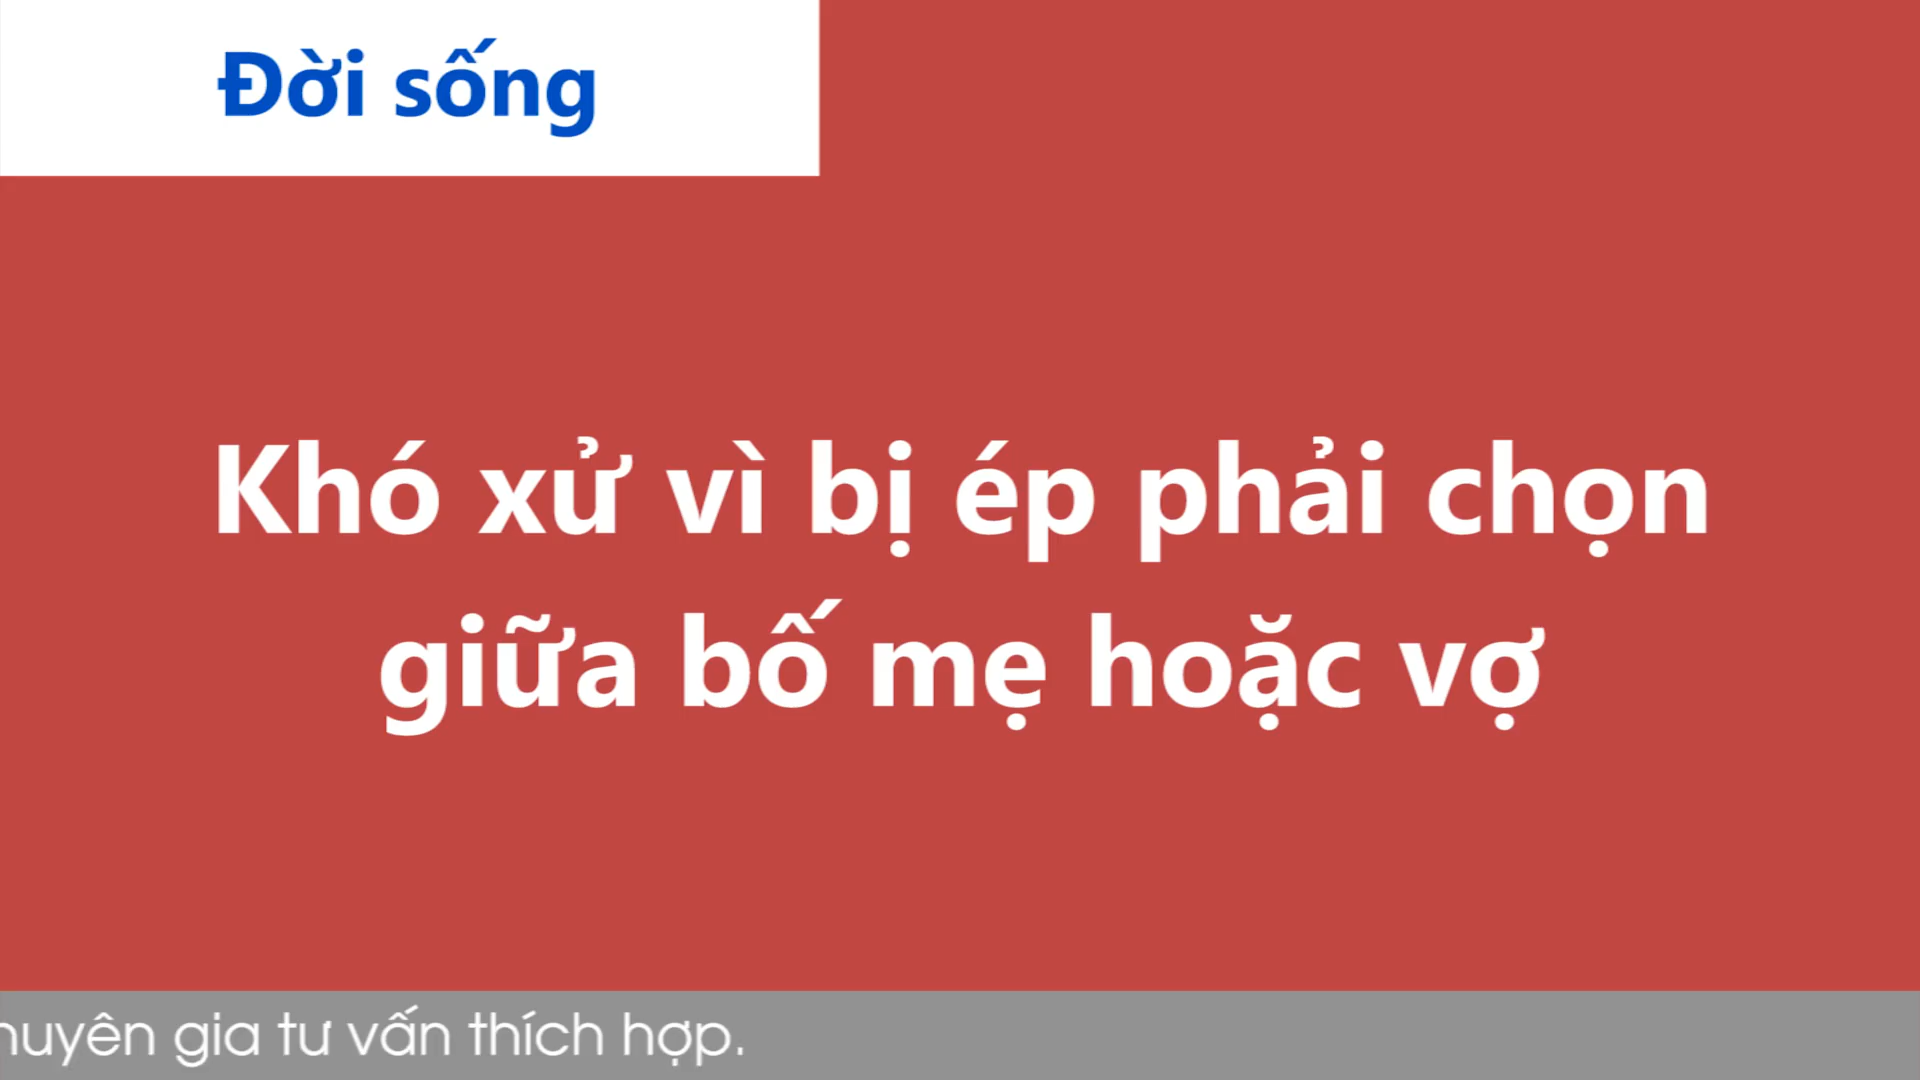 Đời sống
Khó xử vì bị ép phải chọn
giữa bố mẹ hoặc vợ
gia tư vấn thích hợp.